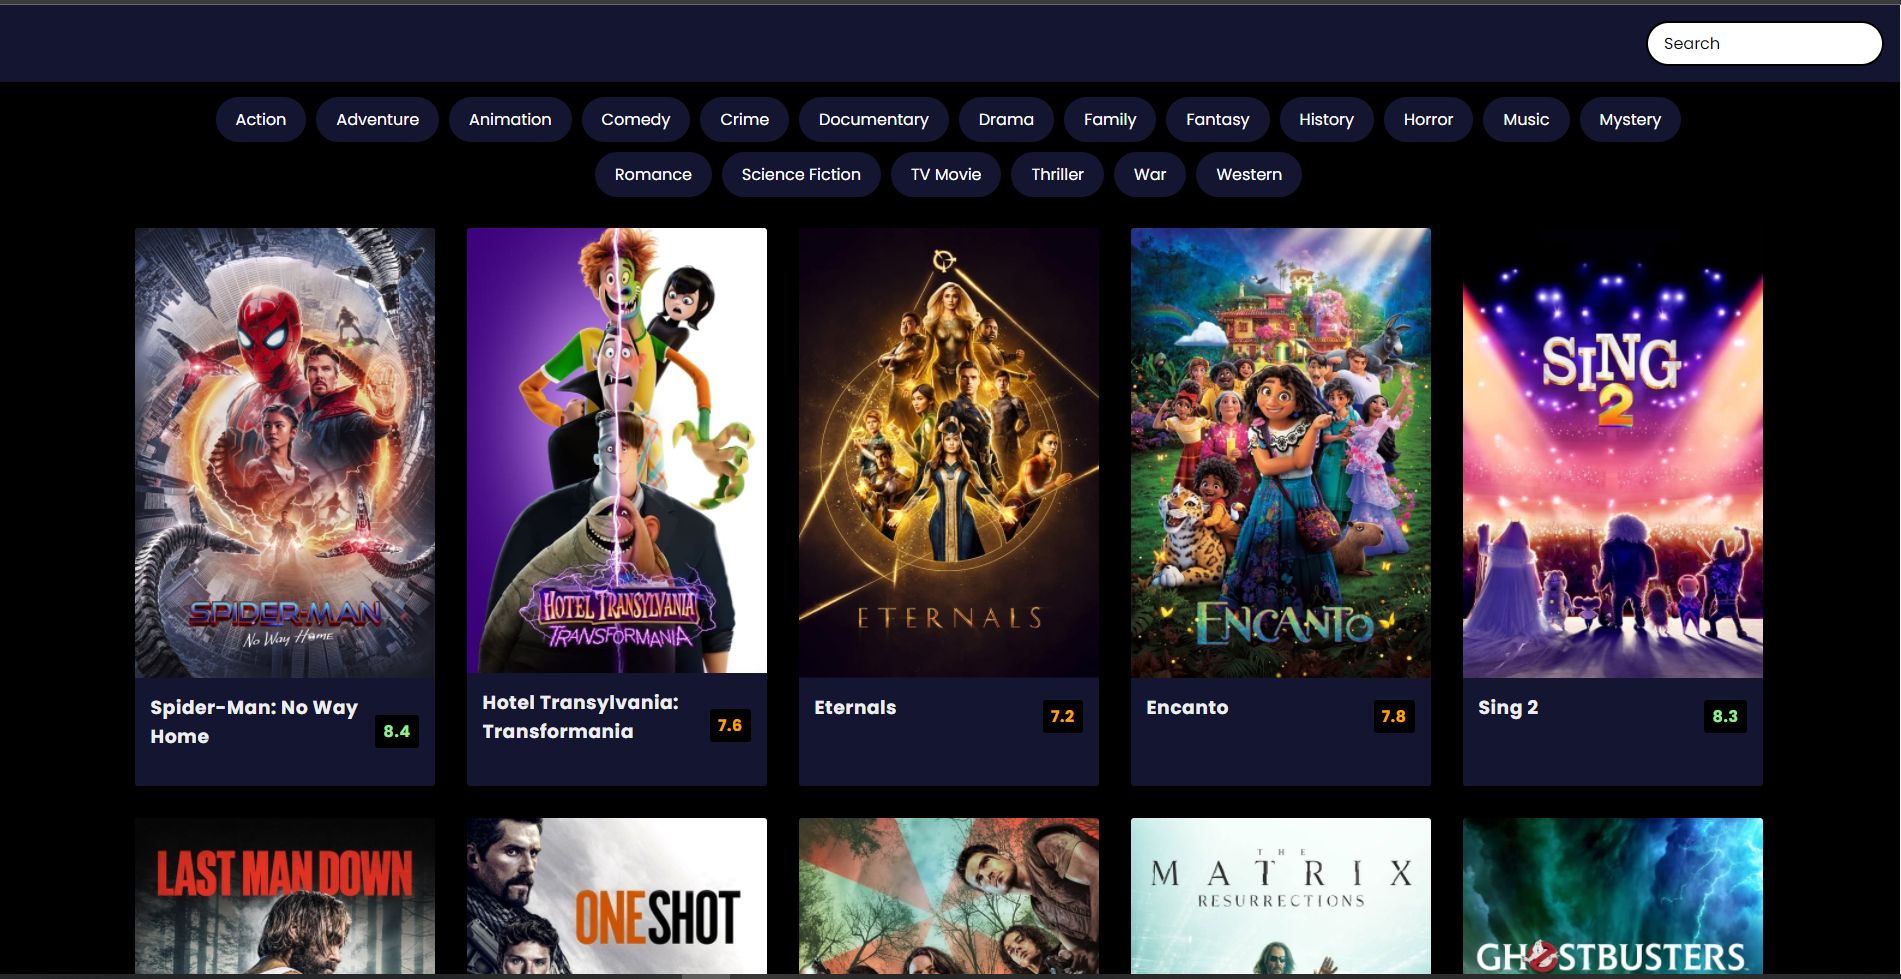 Search
Action
Adventure
Animation
Comedy
Crime
Documentary
Drama
Family
Fantasy
History
Horror
Music
Mystery
Romance
Science Fiction
TV Movie
Thriller
War
Western
SPIDER-MAN
No Way Home
HOTEL TRANSYLVANIA
TRANSFORMANIA
ETERNALS
ENCANTO
SING
2
Spider-Man: No Way
Home
8.4
Hotel Transylvania:
Transformania
7.6
Eternals
7.2
Encanto
7.8
Sing 2
8.3
LAST MAN DOWN
ONE SHOT
THE
MATRIX
RESURRECTIONS
GHOSTBUSTERS